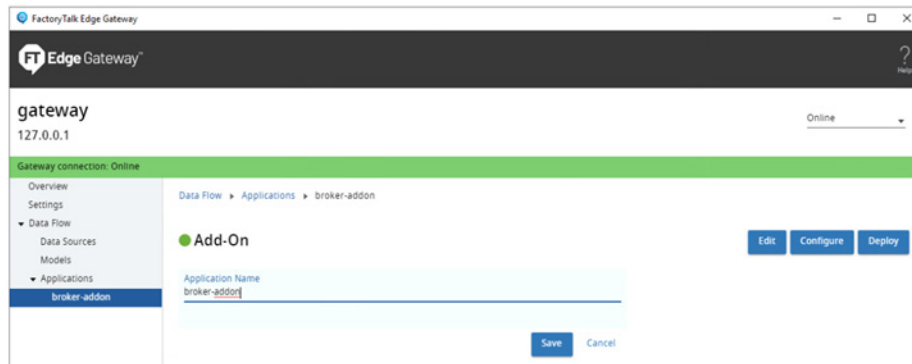 FactoryTalk Edge Gateway
FT Edge Gateway™
? Help
gateway
127.0.0.1
Online
Gateway connection: Online
Overview
Settings
Data Flow
Data Sources
Models
Applications
broker-addon
Data Flow ▸ Applications ▸ broker-addon
Add-On
Edit Configure Deploy
Application Name
broker-addon
Save Cancel